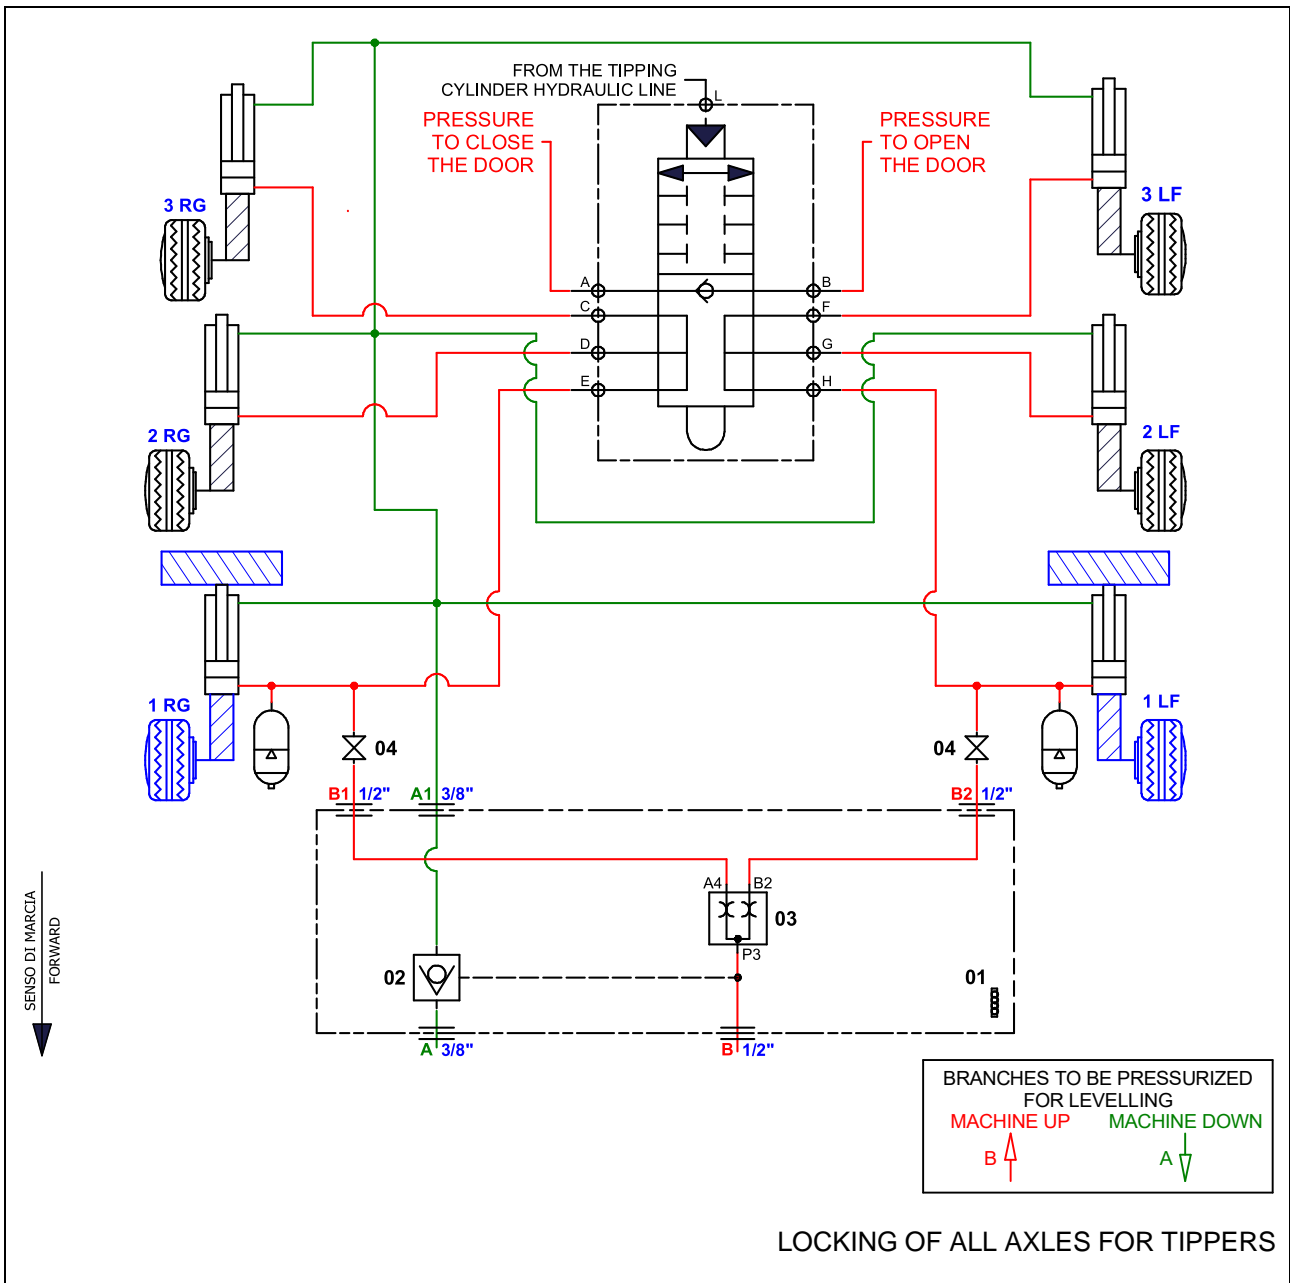 FROM THE TIPPING
CYLINDER HYDRAULIC LINE
L
PRESSURE
TO CLOSE
THE DOOR
PRESSURE
TO OPEN
THE DOOR
3 RG
3 LF
A
B
C
F
D
G
E
H
2 RG
2 LF
1 RG
1 LF
04
04
B1 1/2"
A1 3/8"
B2 1/2"
A4
B2
03
P3
02
01
A 3/8"
B 1/2"
SENSO DI MARCIA
FORWARD
BRANCHES TO BE PRESSURIZED
FOR LEVELLING
MACHINE UP
MACHINE DOWN
B
A
LOCKING OF ALL AXLES FOR TIPPERS